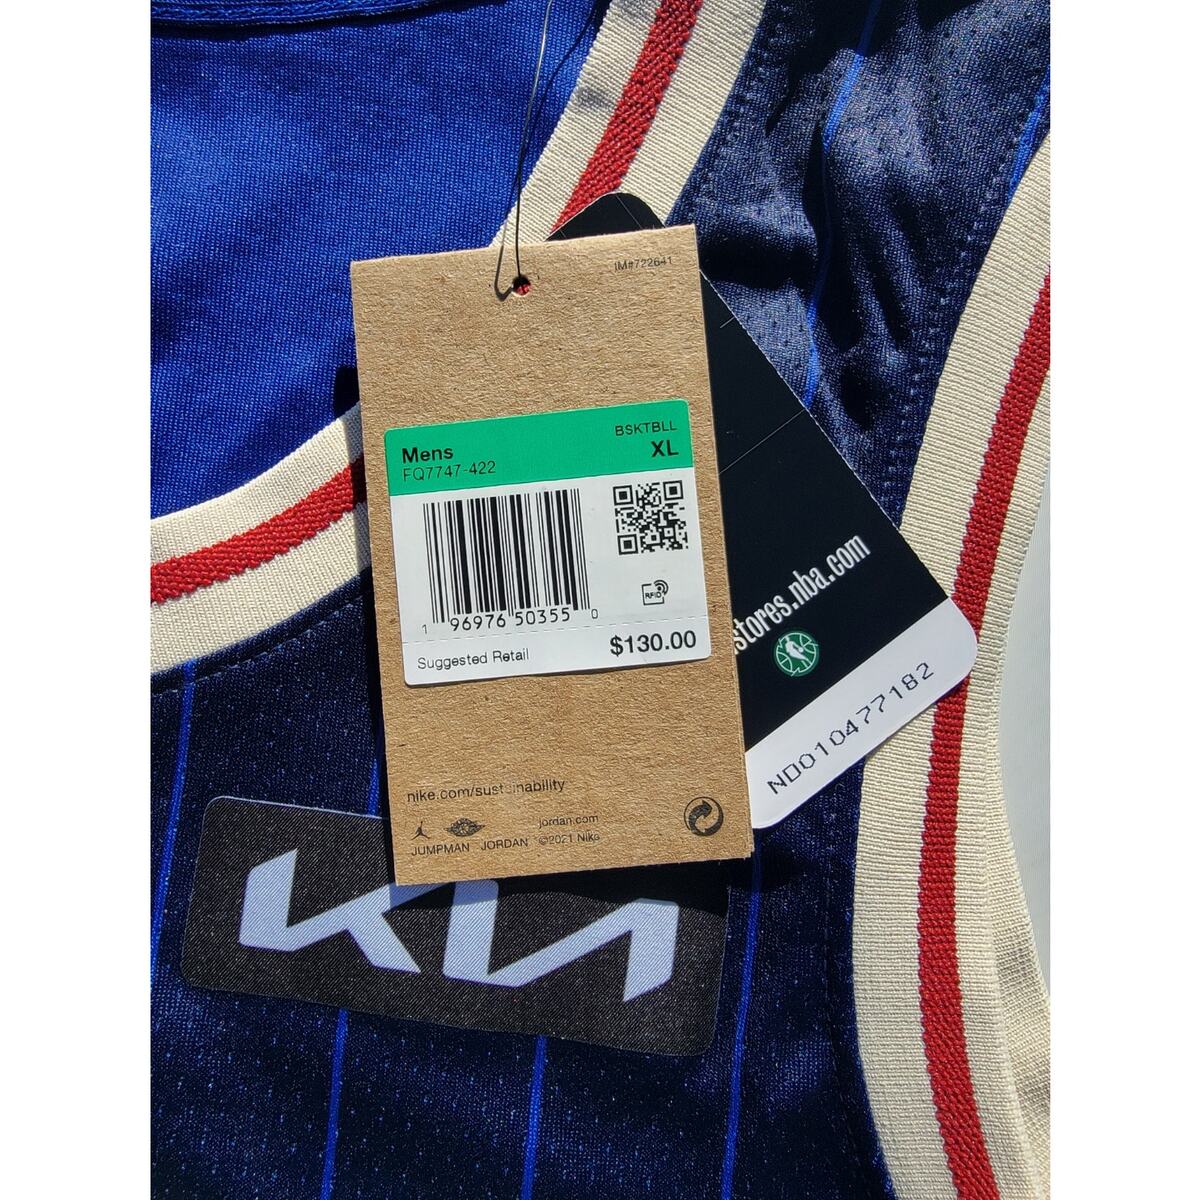 IM#722641
Mens
BSKTBLL
FQ7747-422
XL
1 96976 50355 0
RFID
Suggested Retail
$130.00
stores.nba.com
ND010477182
nike.com/sustainability
jordan.com
JUMPMAN JORDAN ©2021 Nike
KIA